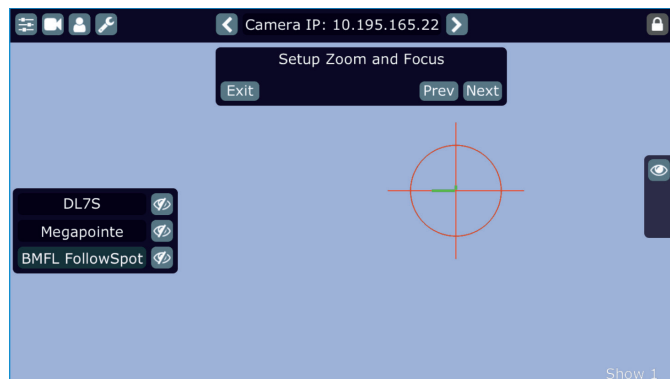 Camera IP: 10.195.165.22
Setup Zoom and Focus
Exit Prev Next
DL7S
Megapointe
BMFL FollowSpot
Show 1